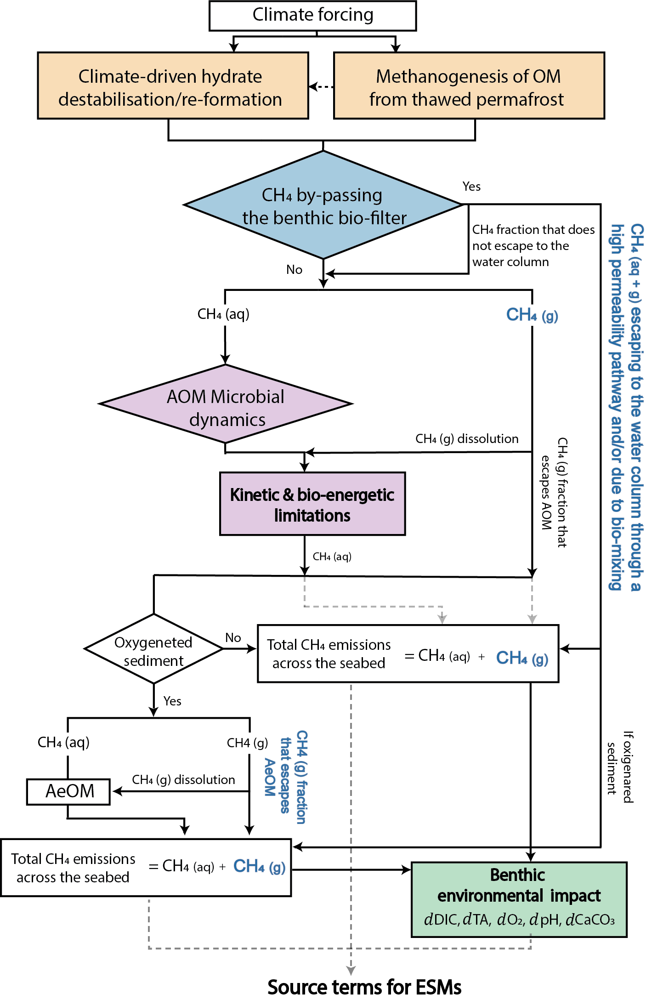 Climate forcing
Climate-driven hydrate
destabilisation/re-formation
Methanogenesis of OM
from thawed permafrost
CH₄ by-passing
the benthic bio-filter
Yes
CH₄ fraction that does
not escape to the
water column
No
CH₄ (aq + g) escaping to the water column through a
high permeability pathway and/or due to bio-mixing
CH₄ (aq)
CH₄ (g)
AOM Microbial
dynamics
CH₄ (g) dissolution
CH₄ (g) fraction that
escapes AOM
Kinetic & bio-energetic
limitations
CH₄ (aq)
Oxygeneted
sediment
No
Total CH₄ emissions
across the seabed
= CH₄ (aq) + CH₄ (g)
Yes
CH₄ (aq)
CH4 (g)
CH4 (g) fraction
that escapes
AeOM
If oxigenared
sediment
CH₄ (g) dissolution
AeOM
Total CH₄ emissions
across the seabed
= CH₄ (aq) + CH₄ (g)
Benthic
environmental impact
dDIC, dTA, dO₂, dpH, dCaCO₃
Source terms for ESMs